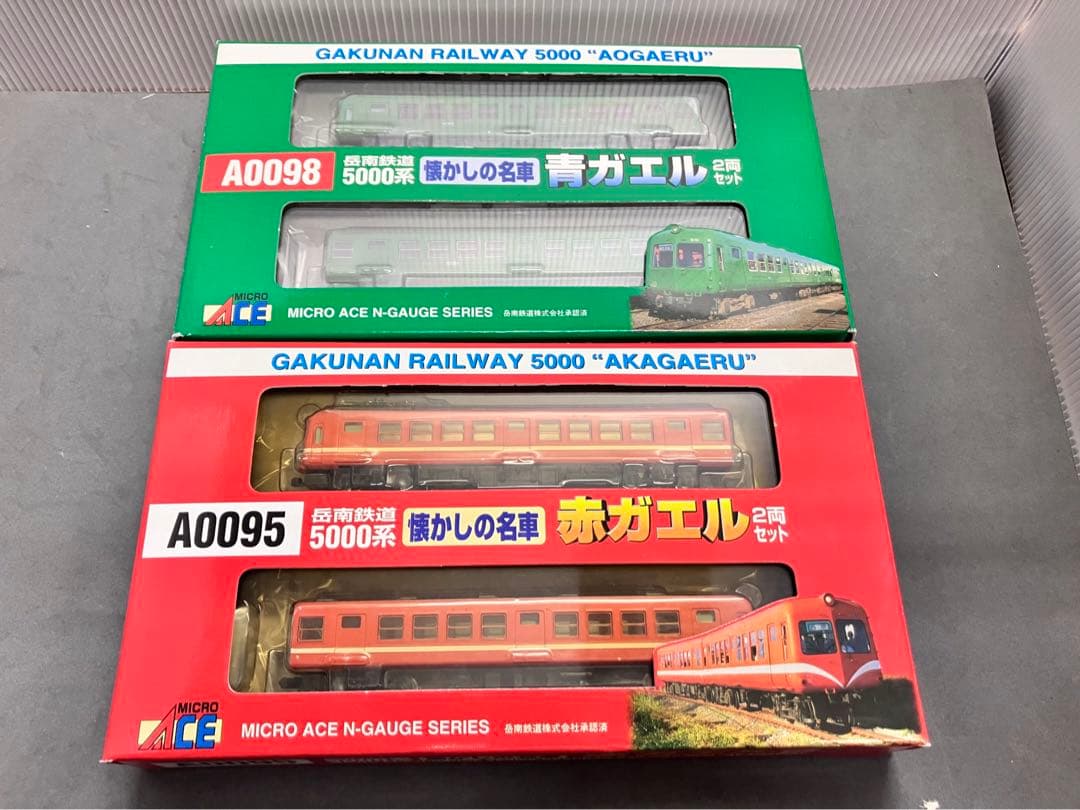 GAKUNAN RAILWAY 5000 “AOGAERU”
A0098
岳南鉄道
5000系
懐かしの名車
青ガエル
2両
セット
MICRO
ACE
MICRO ACE N-GAUGE SERIES 岳南鉄道株式会社承認済
GAKUNAN RAILWAY 5000 “AKAGAERU”
A0095
岳南鉄道
5000系
懐かしの名車
赤ガエル
2両
セット
MICRO
ACE
MICRO ACE N-GAUGE SERIES 岳南鉄道株式会社承認済